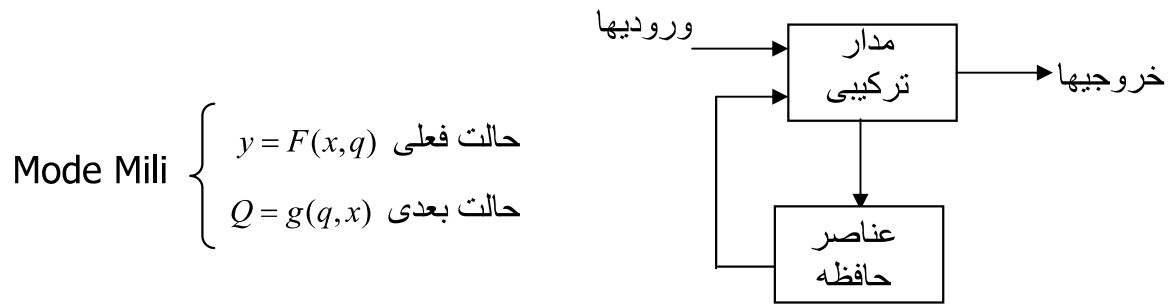 Mode Mili
y = F(x,q) حالت فعلی
Q = g(q,x) حالت بعدی
ورودیها
مدار
ترکیبی
خروجیها
عناصر
حافظه